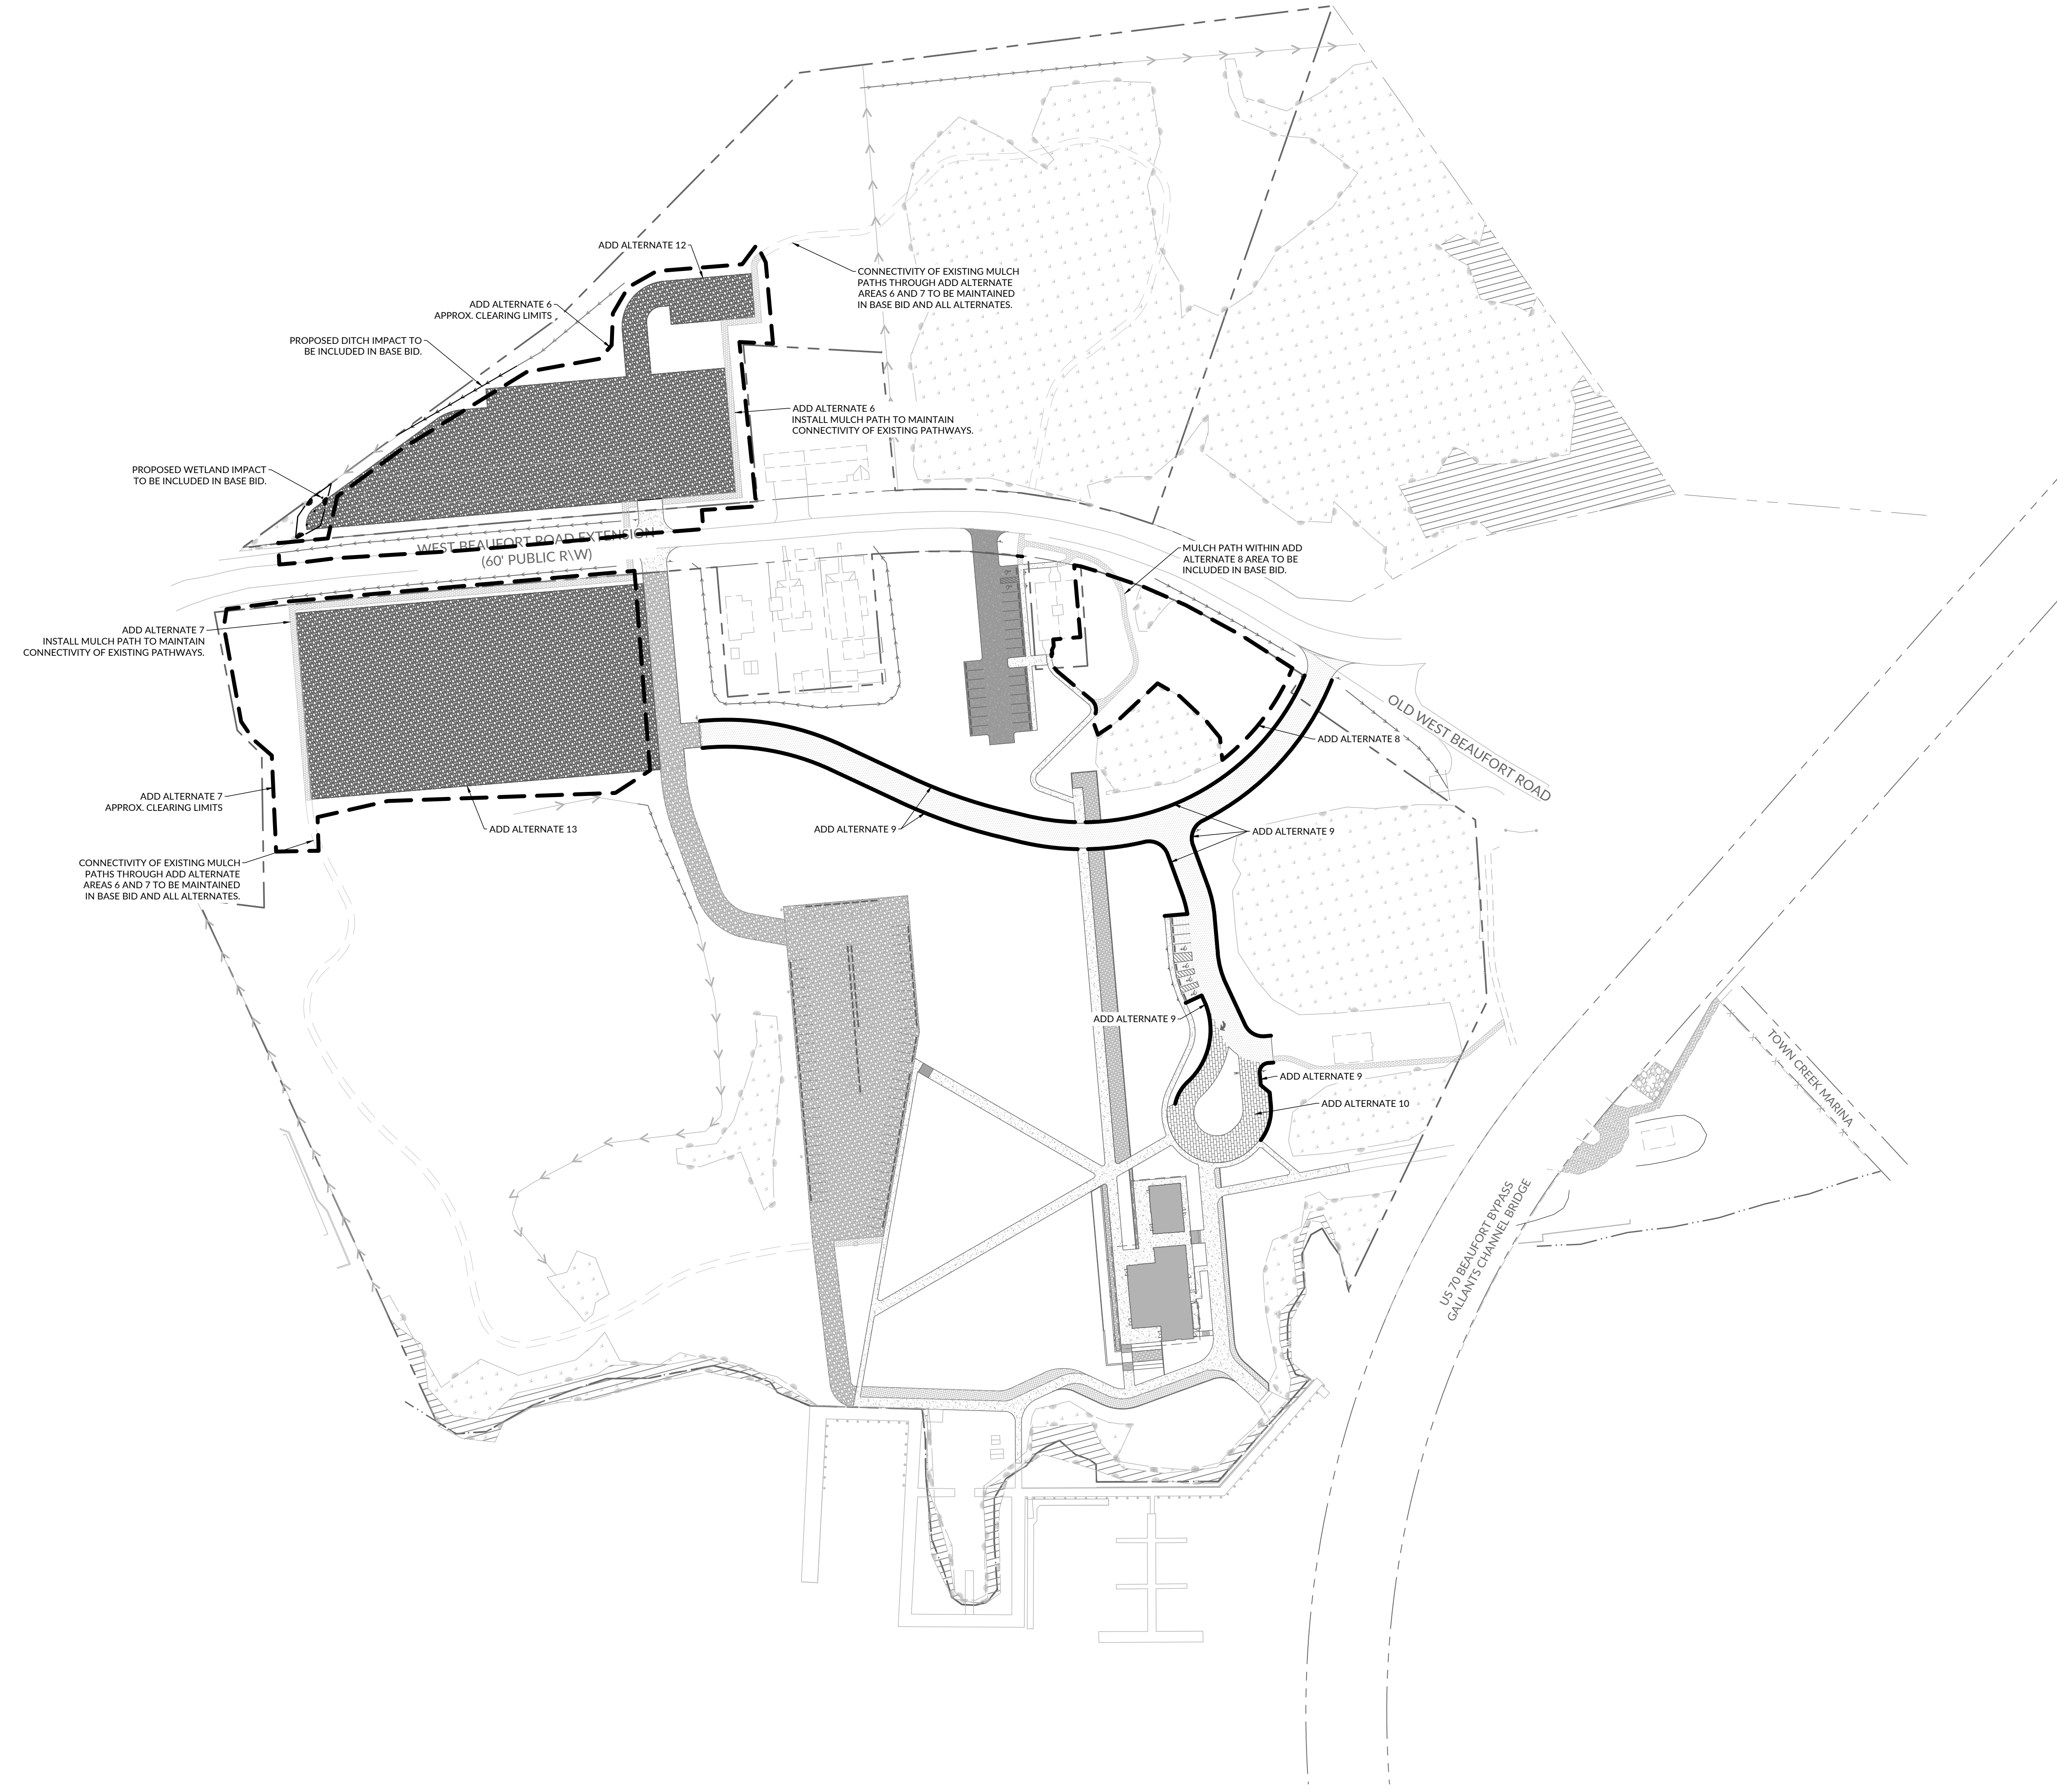 ADD ALTERNATE 12
CONNECTIVITY OF EXISTING MULCH
PATHS THROUGH ADD ALTERNATE
AREAS 6 AND 7 TO BE MAINTAINED
IN BASE BID AND ALL ALTERNATES.
ADD ALTERNATE 6
APPROX. CLEARING LIMITS
PROPOSED DITCH IMPACT TO
BE INCLUDED IN BASE BID.
ADD ALTERNATE 6
INSTALL MULCH PATH TO MAINTAIN
CONNECTIVITY OF EXISTING PATHWAYS.
PROPOSED WETLAND IMPACT
TO BE INCLUDED IN BASE BID.
WEST BEAUFORT ROAD EXTENSION
(60' PUBLIC R\W)
MULCH PATH WITHIN ADD
ALTERNATE 8 AREA TO BE
INCLUDED IN BASE BID.
ADD ALTERNATE 7
INSTALL MULCH PATH TO MAINTAIN
CONNECTIVITY OF EXISTING PATHWAYS.
OLD WEST BEAUFORT ROAD
ADD ALTERNATE 8
ADD ALTERNATE 7
APPROX. CLEARING LIMITS
ADD ALTERNATE 13
ADD ALTERNATE 9
ADD ALTERNATE 9
CONNECTIVITY OF EXISTING MULCH
PATHS THROUGH ADD ALTERNATE
AREAS 6 AND 7 TO BE MAINTAINED
IN BASE BID AND ALL ALTERNATES.
ADD ALTERNATE 9
ADD ALTERNATE 9
ADD ALTERNATE 10
TOWN CREEK MARINA
US 70 BEAUFORT BYPASS
GALLANTS CHANNEL BRIDGE